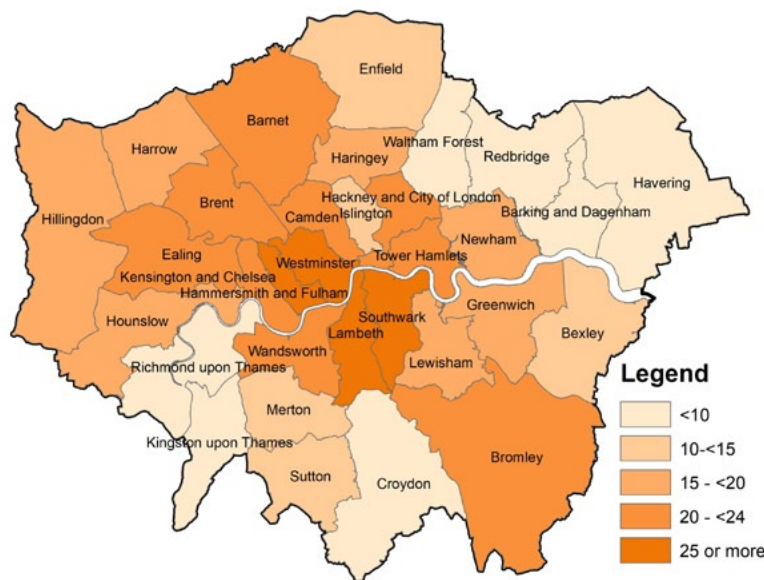 Enfield
Barnet
Harrow
Waltham Forest
Redbridge
Haringey
Havering
Brent
Hackney and City of London
Hillingdon
Camden
Islington
Barking and Dagenham
Newham
Ealing
Westminster
Tower Hamlets
Kensington and Chelsea
Hammersmith and Fulham
Greenwich
Hounslow
Southwark
Bexley
Lambeth
Wandsworth
Lewisham
Richmond upon Thames
Merton
Kingston upon Thames
Bromley
Sutton
Croydon
Legend
<10
10-<15
15 - <20
20 - <24
25 or more